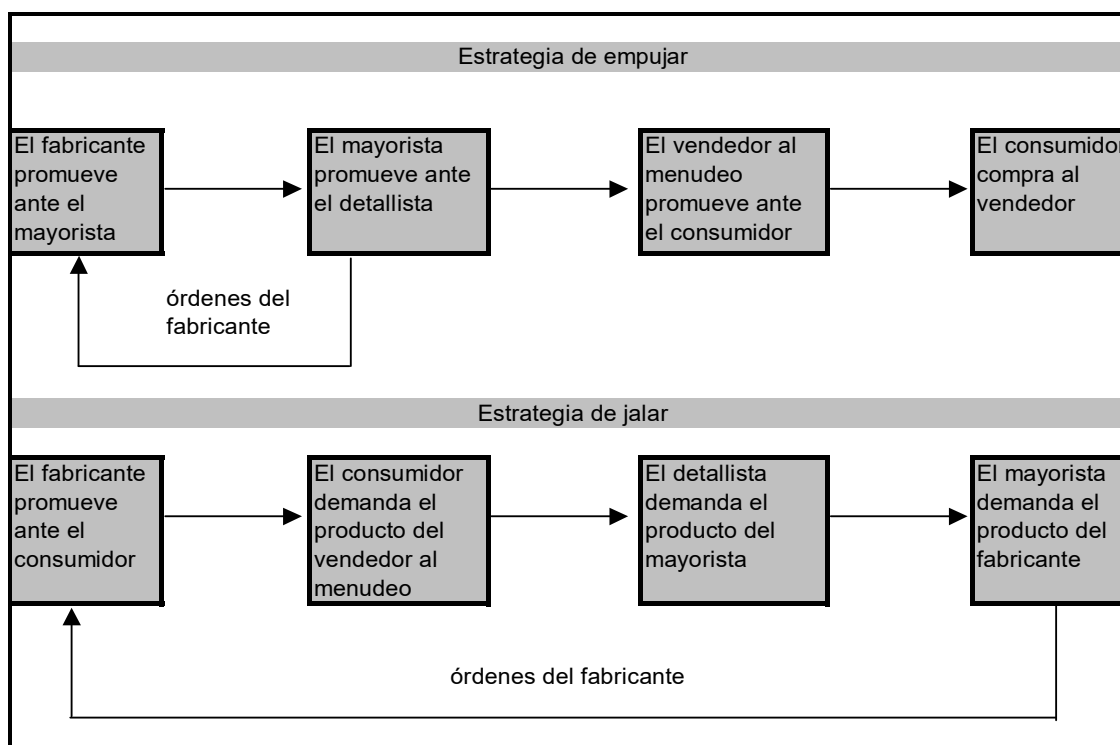 Estrategia de empujar
El fabricante
promueve
ante el
mayorista
El mayorista
promueve ante
el detallista
El vendedor al
menudeo
promueve ante
el consumidor
El consumidor
compra al
vendedor
órdenes del
fabricante
Estrategia de jalar
El fabricante
promueve
ante el
consumidor
El consumidor
demanda el
producto del
vendedor al
menudeo
El detallista
demanda el
producto del
mayorista
El mayorista
demanda el
producto del
fabricante
órdenes del fabricante